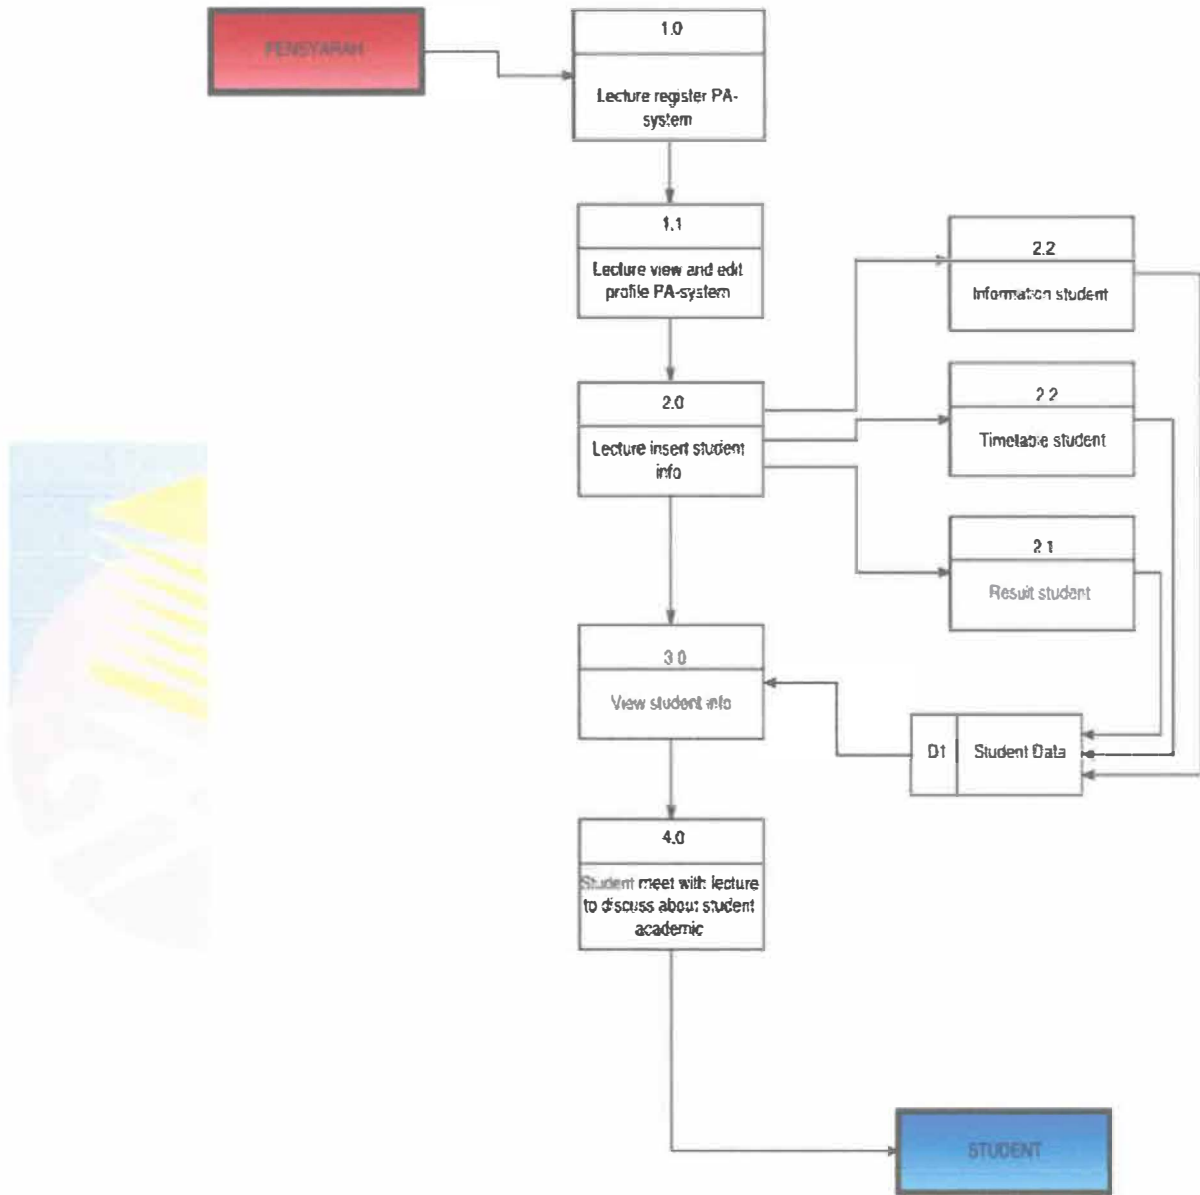 PENSYARAH
1.0
Lecture register PA-
system
1.1
Lecture view and edit
profile PA-system
2.2
Information student
2.0
Lecture insert student
info
2.2
Timetable student
2.1
Result student
3.0
View student info
D1
Student Data
4.0
Student meet with lecture
to discuss about student
academic
STUDENT